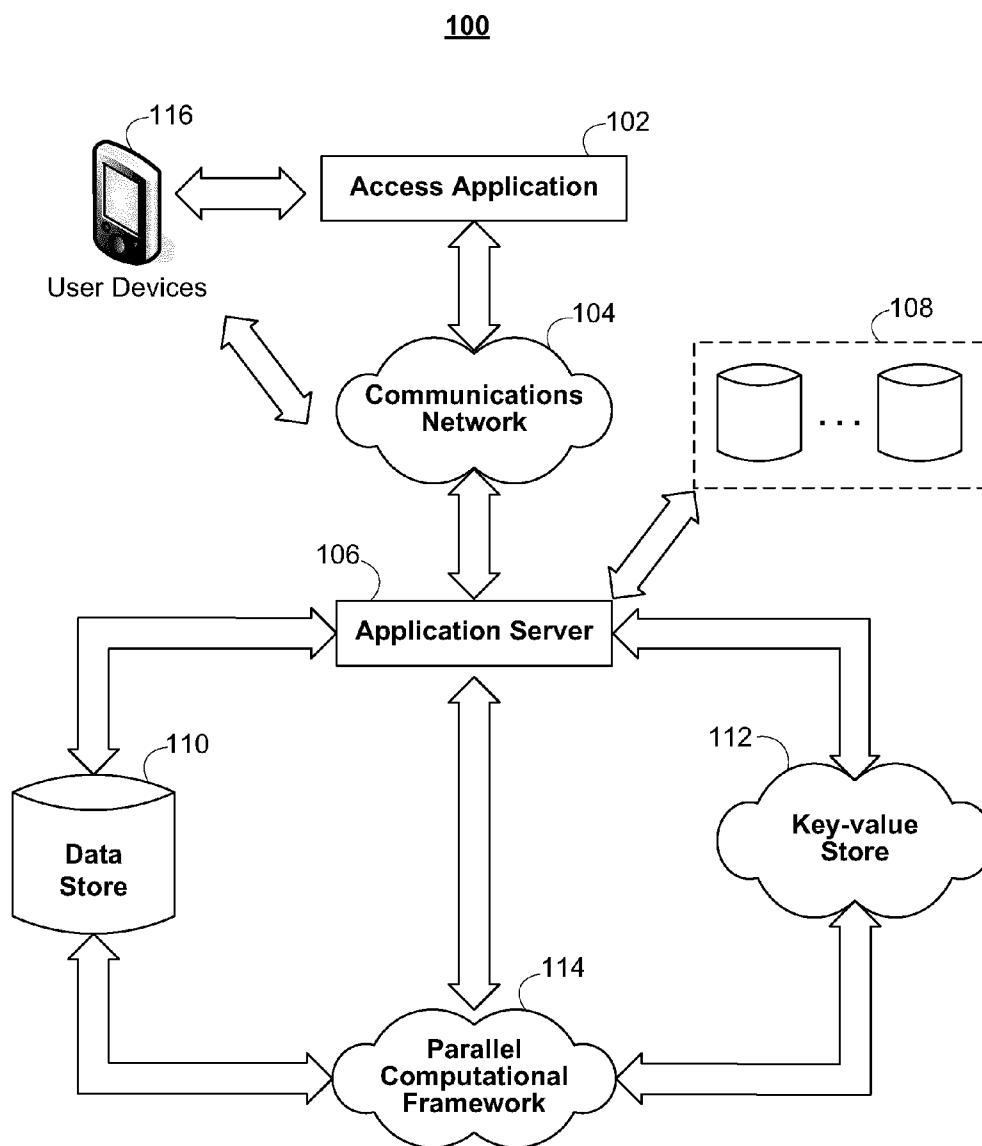 100
116
102
Access Application
User Devices
104
108
Communications
Network
. . .
106
Application Server
110
112
Data
Store
Key-value
Store
114
Parallel
Computational
Framework